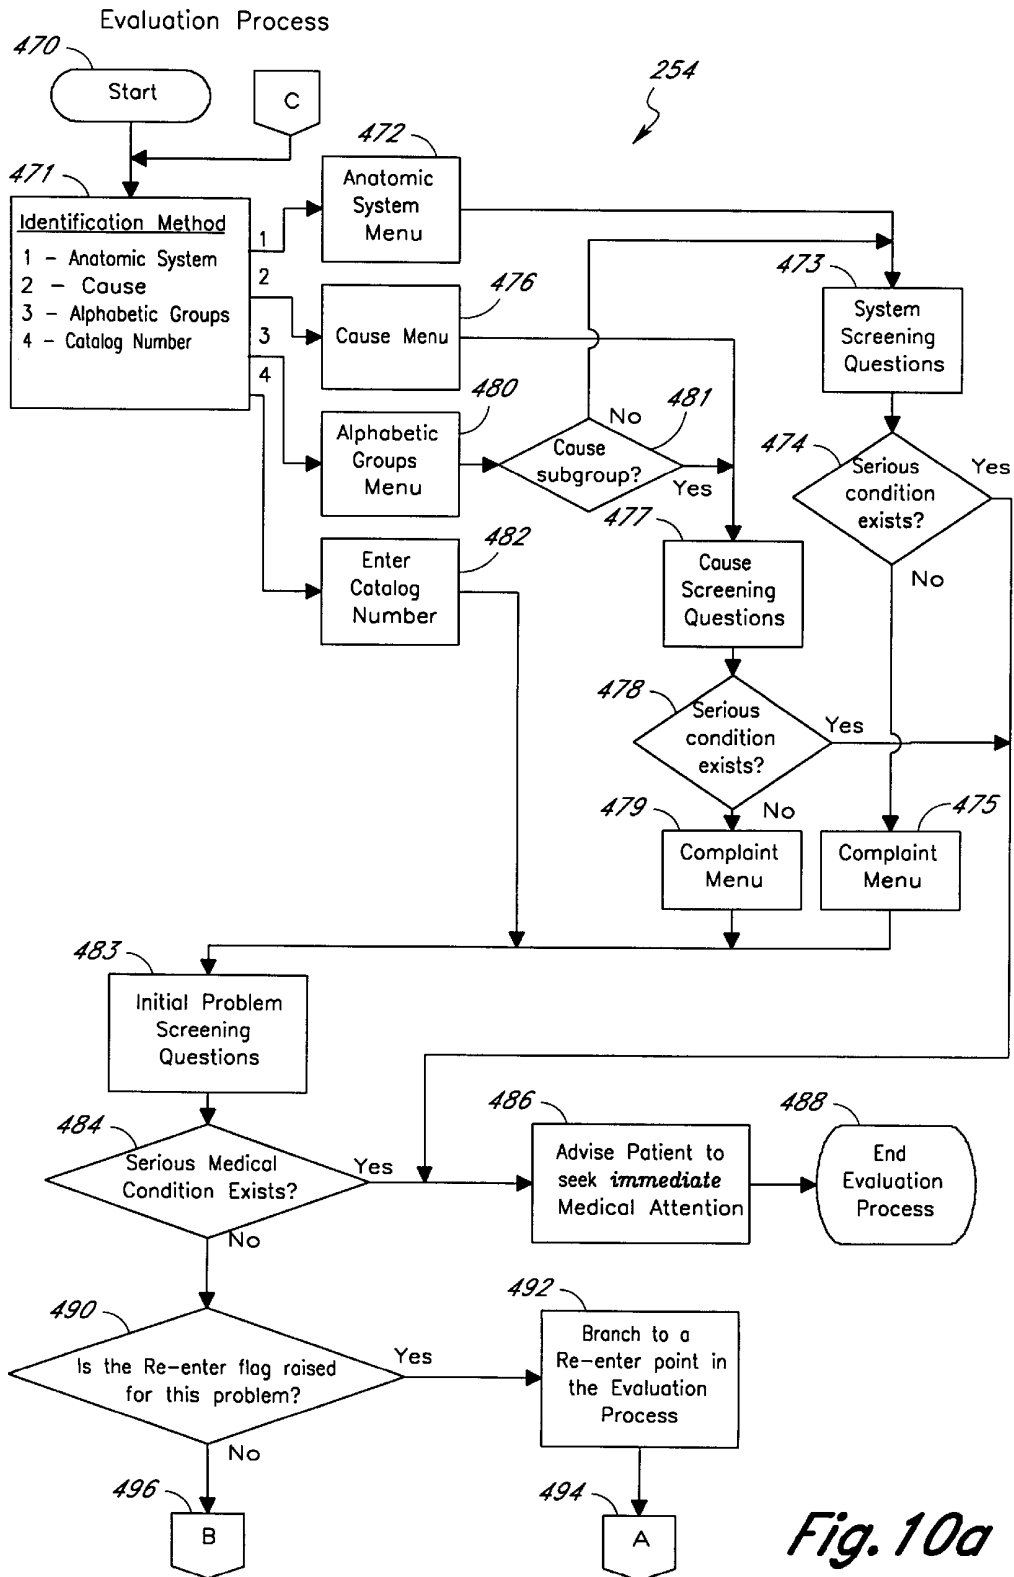 Evaluation Process
470
Start
C
254
472
471
Identification Method
1 - Anatomic System
2 - Cause
3 - Alphabetic Groups
4 - Catalog Number
1
2
3
4
Anatomic
System
Menu
476
Cause Menu
473
System
Screening
Questions
480
Alphabetic
Groups
Menu
481
No
Cause
subgroup?
Yes
474
Serious
condition
exists?
Yes
No
482
Enter
Catalog
Number
477
Cause
Screening
Questions
478
Serious
condition
exists?
Yes
No
479
Complaint
Menu
475
Complaint
Menu
483
Initial Problem
Screening
Questions
484
Serious Medical
Condition Exists?
Yes
No
486
Advise Patient to
seek immediate
Medical Attention
488
End
Evaluation
Process
490
Is the Re-enter flag raised
for this problem?
Yes
No
492
Branch to a
Re-enter point in
the Evaluation
Process
496
B
494
A
Fig. 10a